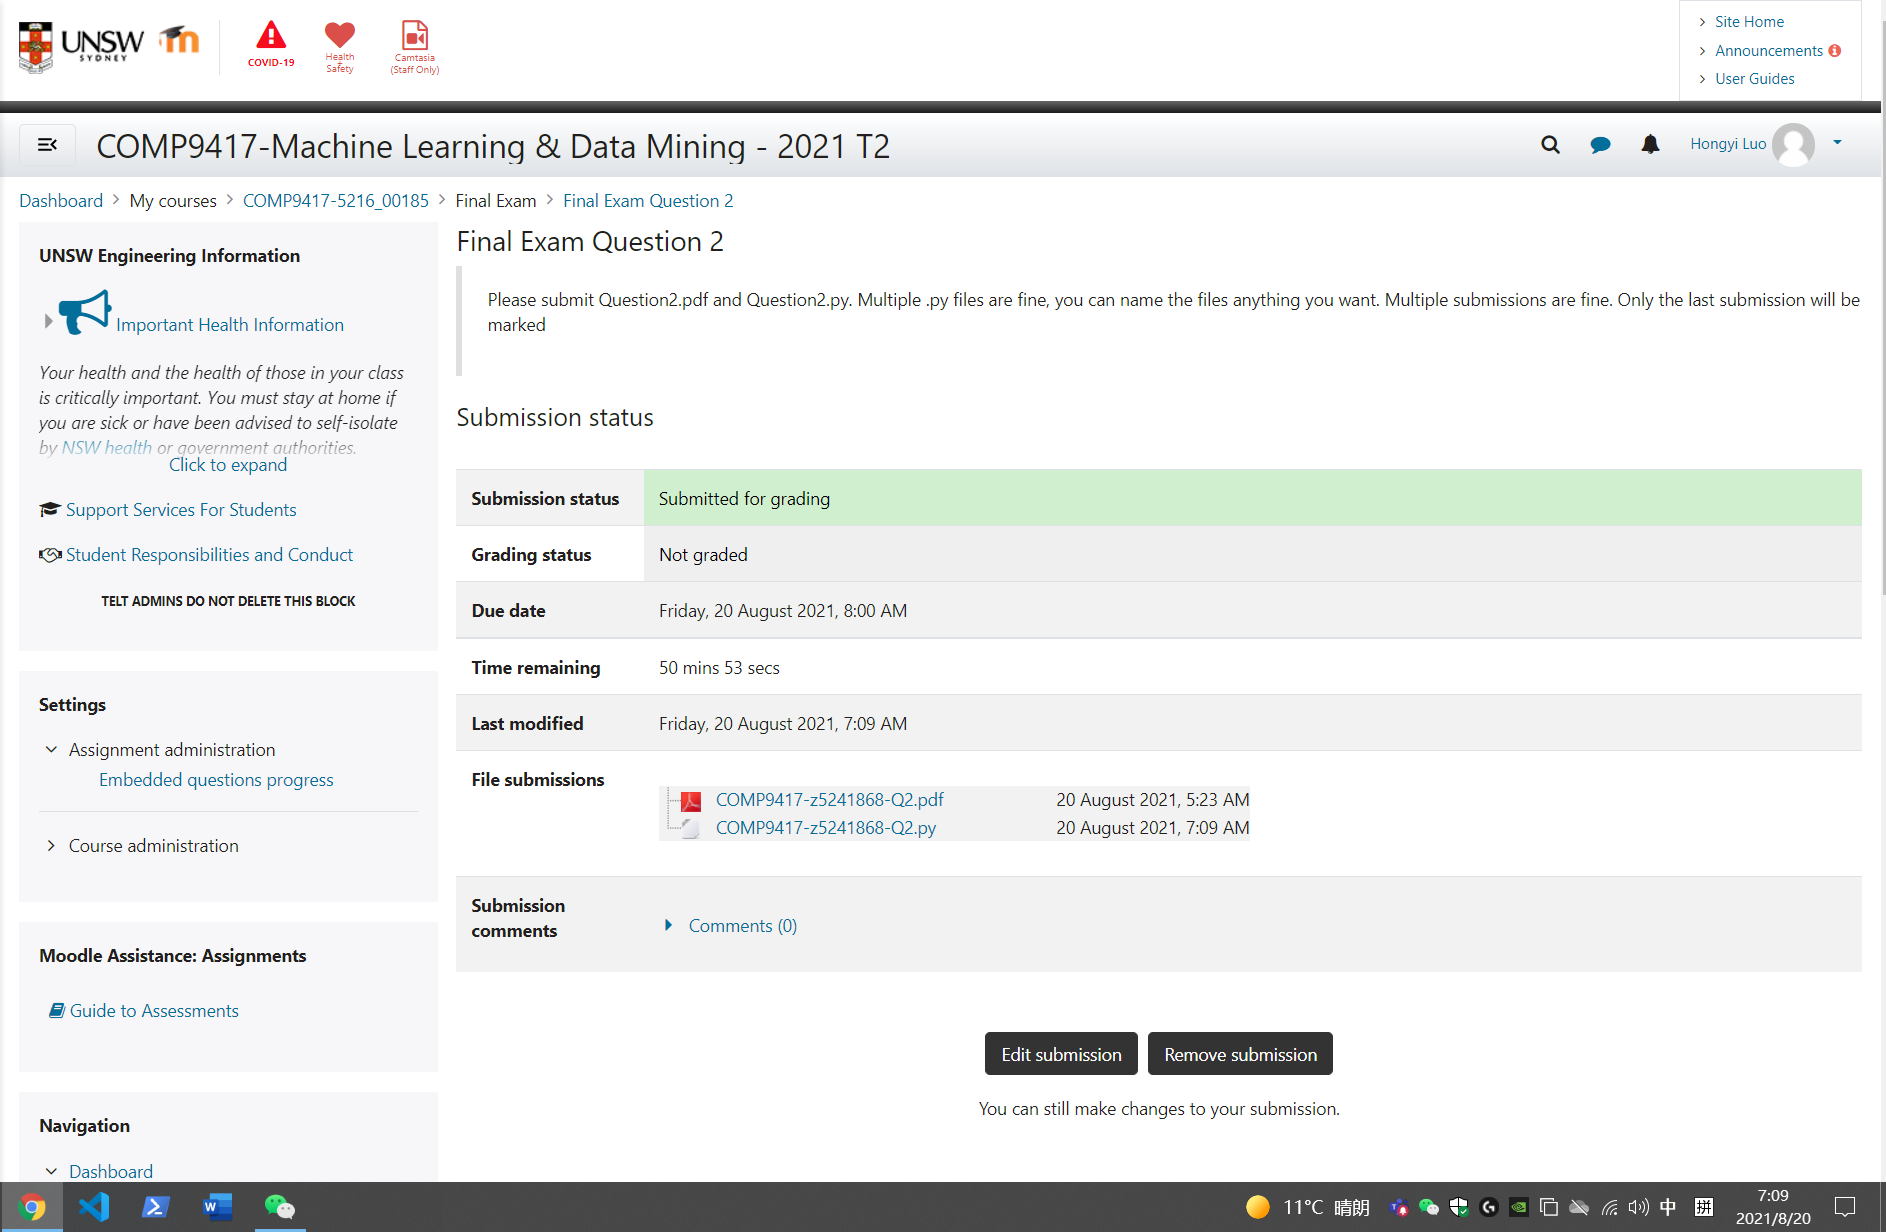 UNSW
SYDNEY
COVID-19
Health
+
Safety
Camtasia
(Staff Only)
Site Home
Announcements
User Guides
COMP9417-Machine Learning & Data Mining - 2021 T2
Hongyi Luo
Dashboard > My courses > COMP9417-5216_00185 > Final Exam > Final Exam Question 2
UNSW Engineering Information
Important Health Information
Your health and the health of those in your class
is critically important. You must stay at home if
you are sick or have been advised to self-isolate
by NSW health or government authorities.
Click to expand
Support Services For Students
Student Responsibilities and Conduct
TELT ADMINS DO NOT DELETE THIS BLOCK
Settings
Assignment administration
Embedded questions progress
Course administration
Moodle Assistance: Assignments
Guide to Assessments
Navigation
Dashboard
Final Exam Question 2
Please submit Question2.pdf and Question2.py. Multiple .py files are fine, you can name the files anything you want. Multiple submissions are fine. Only the last submission will be
marked
Submission status
Submission status Submitted for grading
Grading status Not graded
Due date Friday, 20 August 2021, 8:00 AM
Time remaining 50 mins 53 secs
Last modified Friday, 20 August 2021, 7:09 AM
File submissions
COMP9417-z5241868-Q2.pdf 20 August 2021, 5:23 AM
COMP9417-z5241868-Q2.py 20 August 2021, 7:09 AM
Submission
comments
Comments (0)
Edit submission Remove submission
You can still make changes to your submission.
11°C 晴朗
中
拼
7:09
2021/8/20